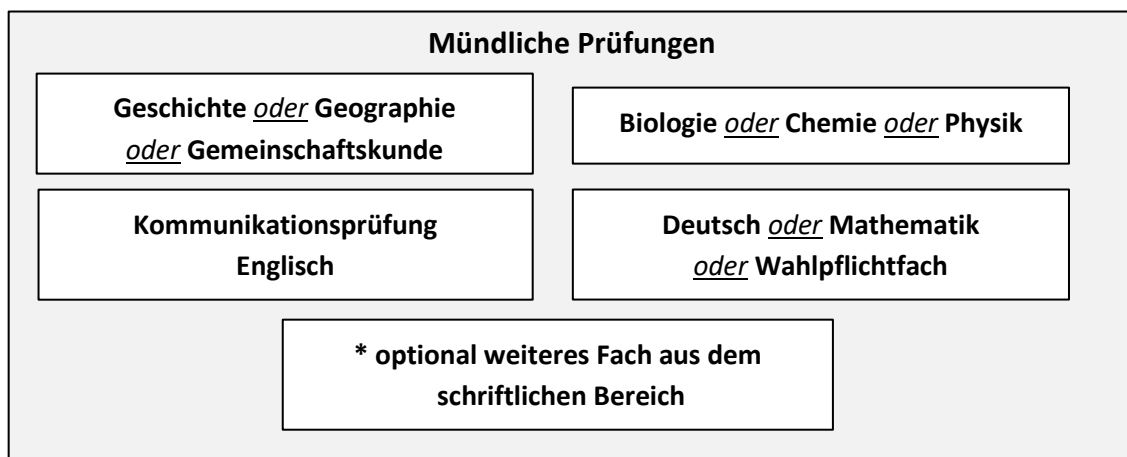 Mündliche Prüfungen
Geschichte oder Geographie
oder Gemeinschaftskunde
Biologie oder Chemie oder Physik
Kommunikationsprüfung
Englisch
Deutsch oder Mathematik
oder Wahlpflichtfach
* optional weiteres Fach aus dem
schriftlichen Bereich